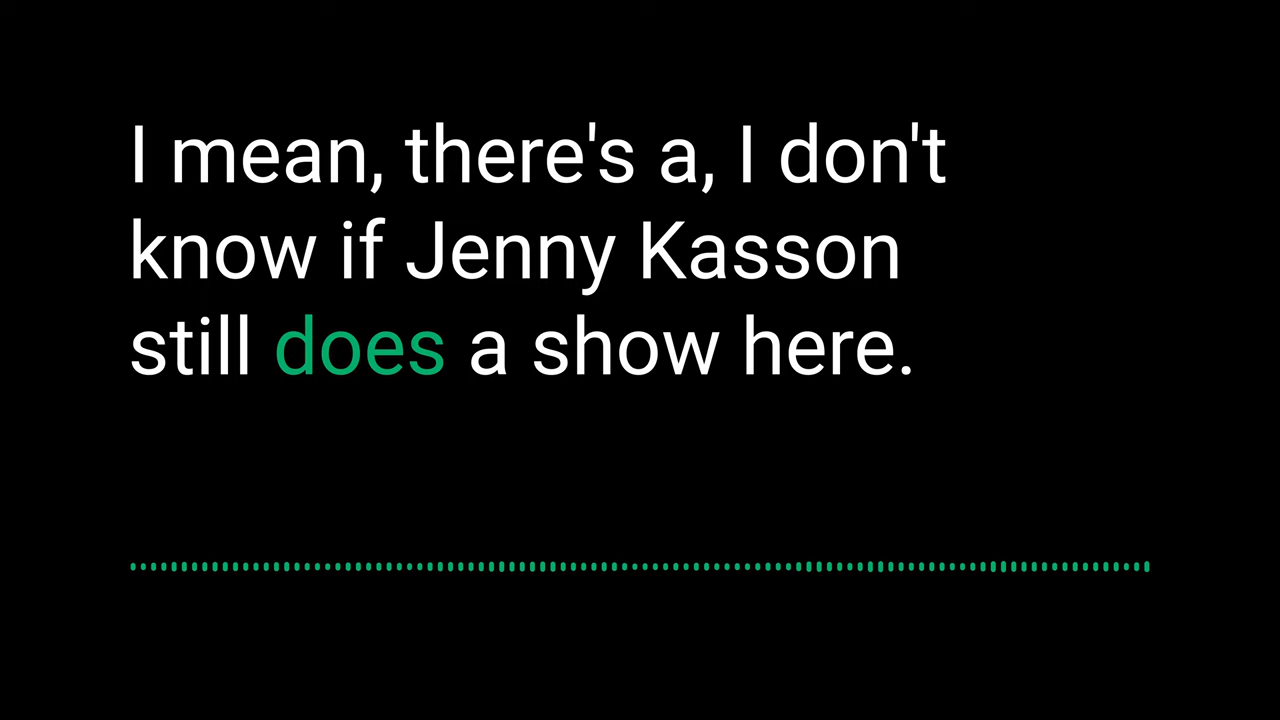 I mean, there's a, I don't
know if Jenny Kasson
still does a show here.